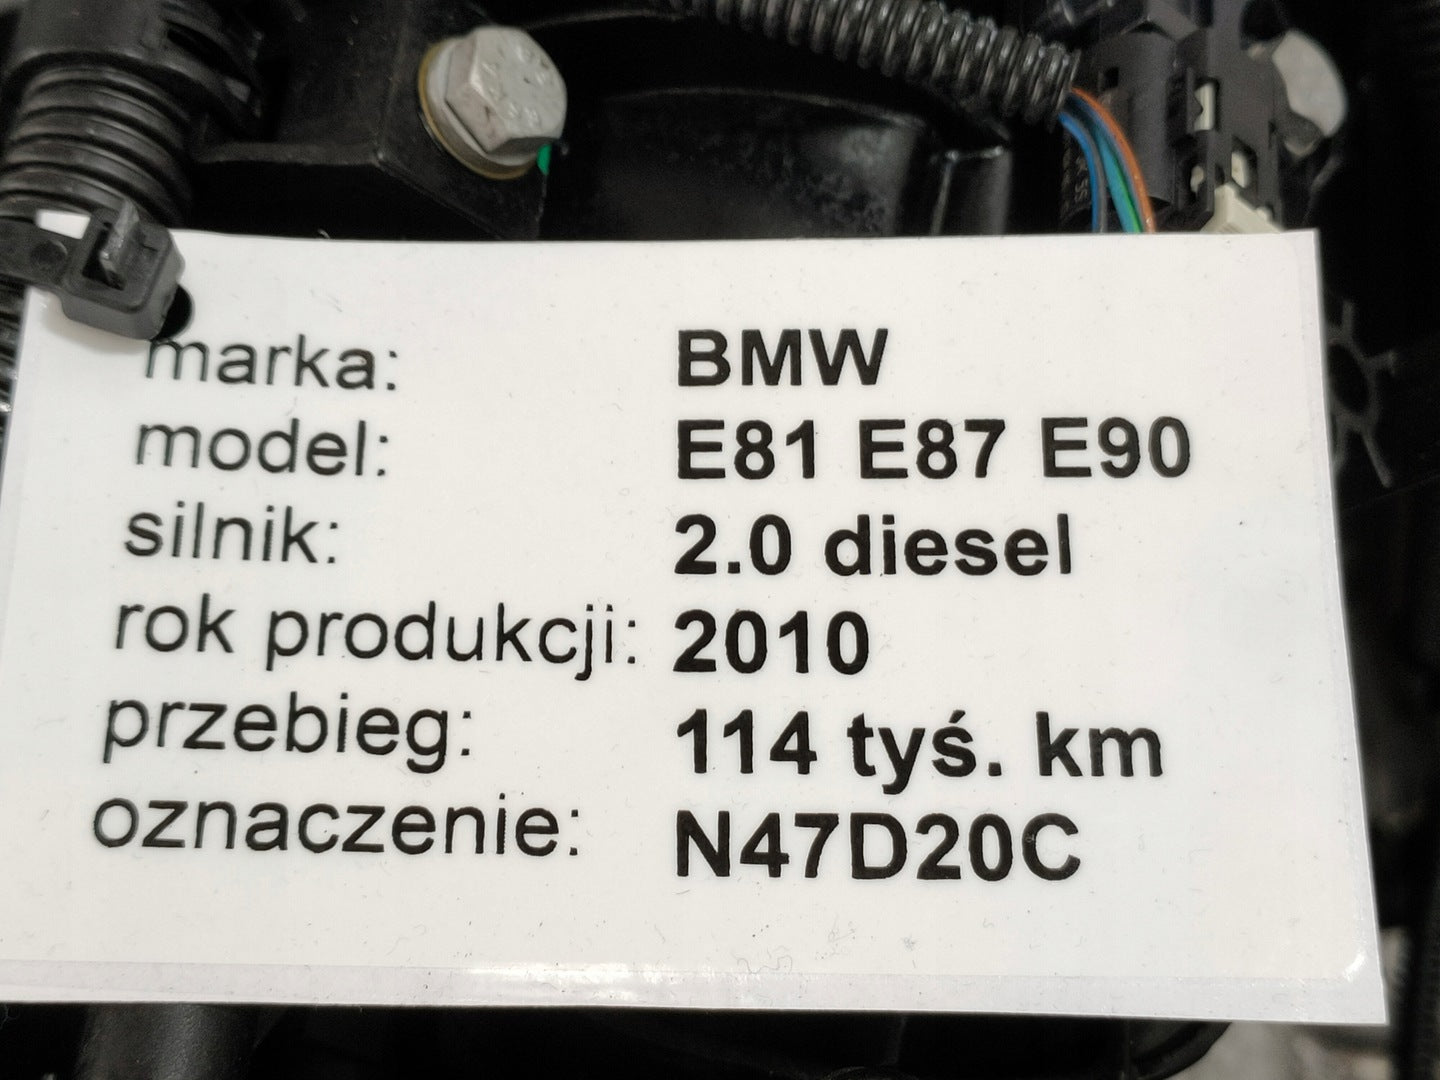 marka: BMW
model: E81 E87 E90
silnik: 2.0 diesel
rok produkcji: 2010
przebieg: 114 tyś. km
oznaczenie: N47D20C